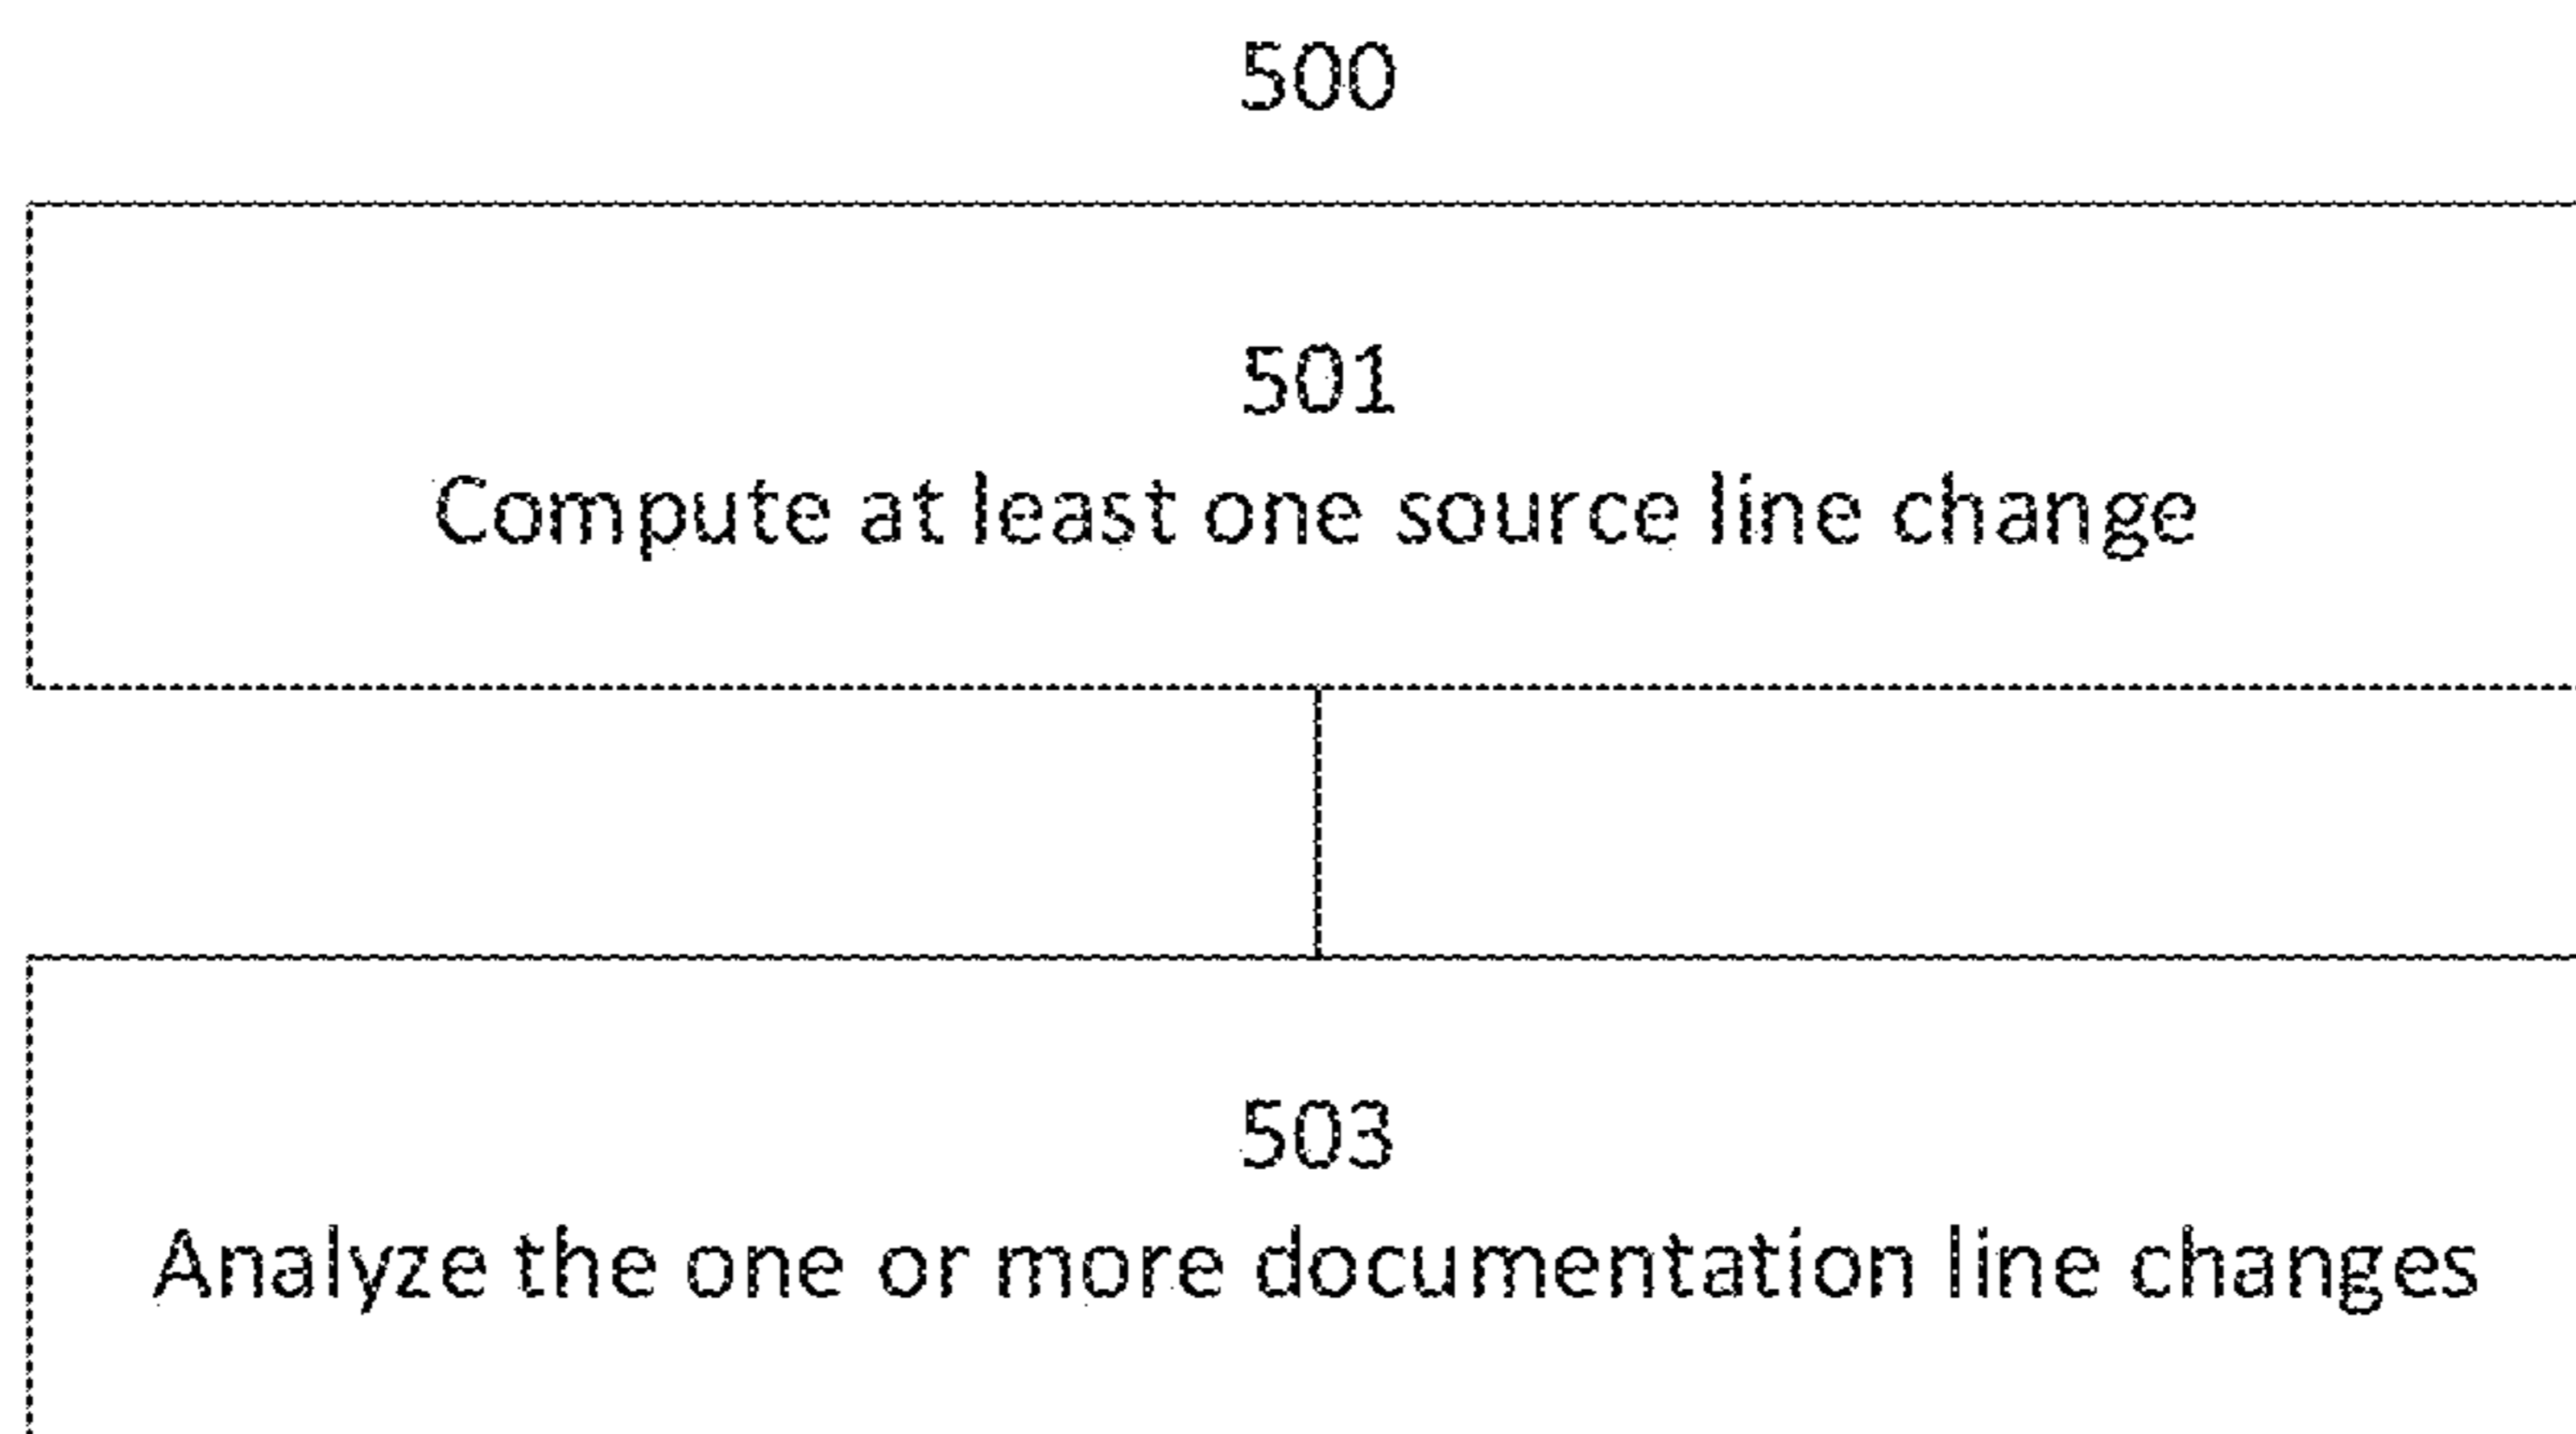 500
501
Compute at least one source line change
503
Analyze the one or more documentation line changes